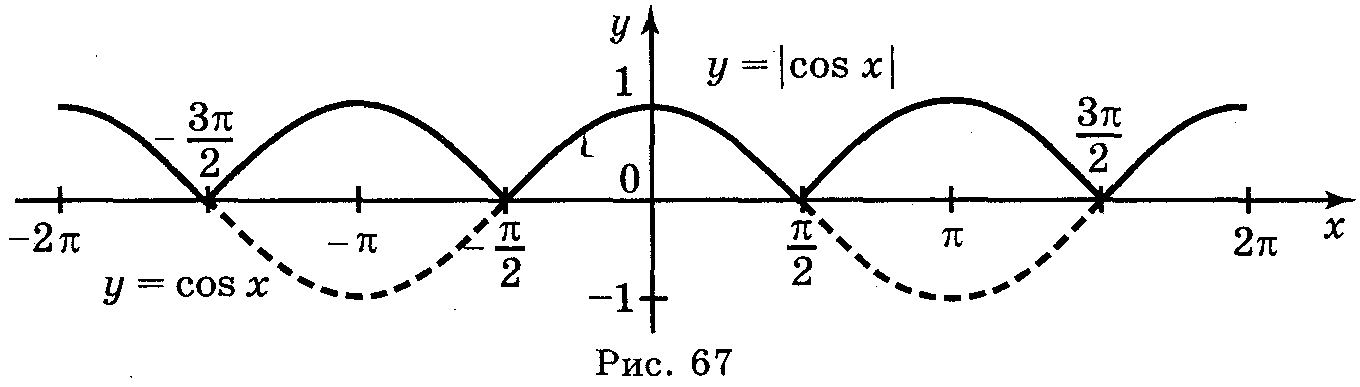 y
y = |cos x|
1
− 3π/2
3π/2
0
−2π
−π
− π/2
π/2
π
2π
x
y = cos x
−1
Рис. 67